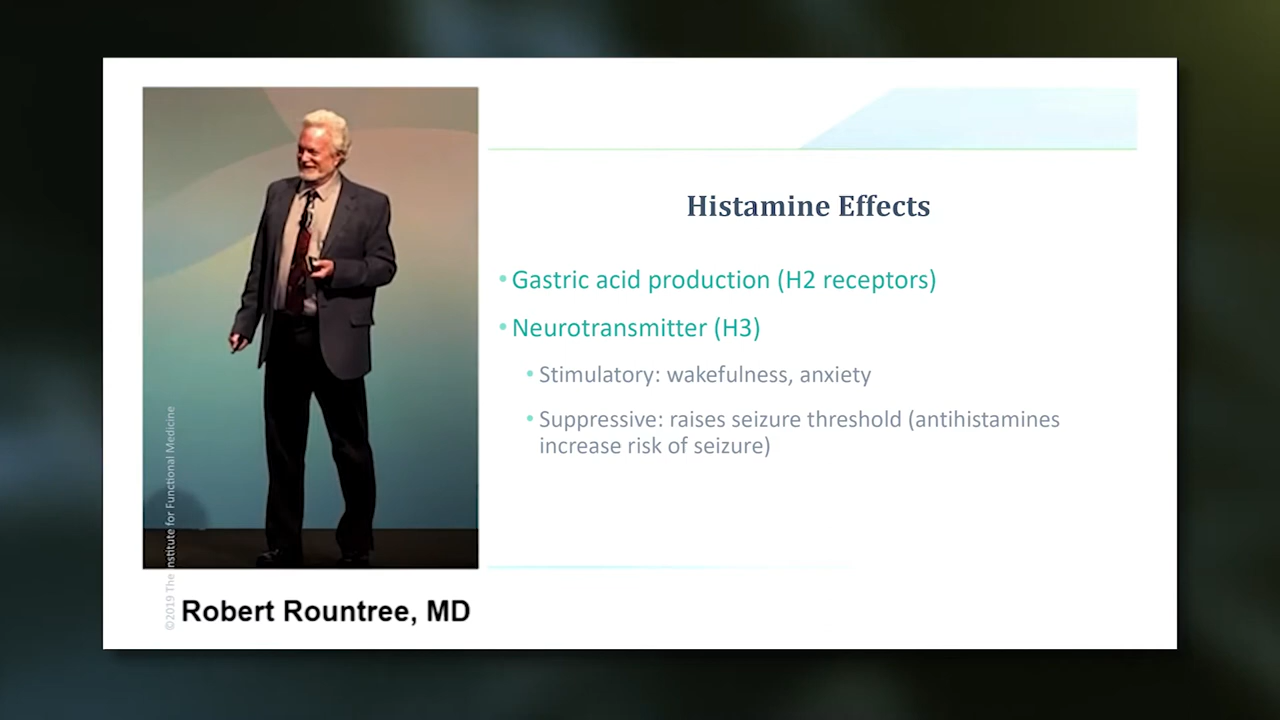 Histamine Effects
• Gastric acid production (H2 receptors)
• Neurotransmitter (H3)
• Stimulatory: wakefulness, anxiety
• Suppressive: raises seizure threshold (antihistamines
increase risk of seizure)
©2019 The Institute for Functional Medicine
Robert Rountree, MD